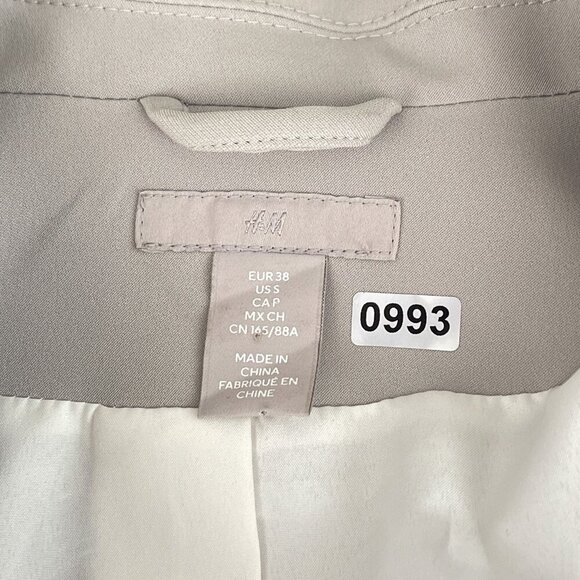 H&M
EUR 38
US S
CA P
MX CH
CN 165/88A
MADE IN
CHINA
FABRIQUÉ EN
CHINE
0993